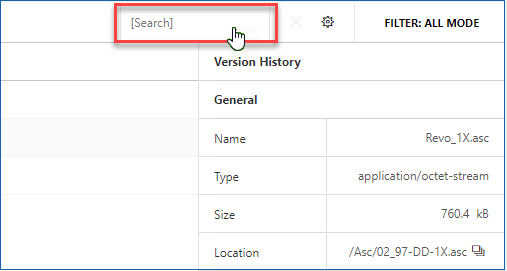 [Search]
FILTER: ALL MODE
Version History
General
Name Revo_1X.asc
Type application/octet-stream
Size 760.4 kB
Location /Asc/02_97-DD-1X.asc